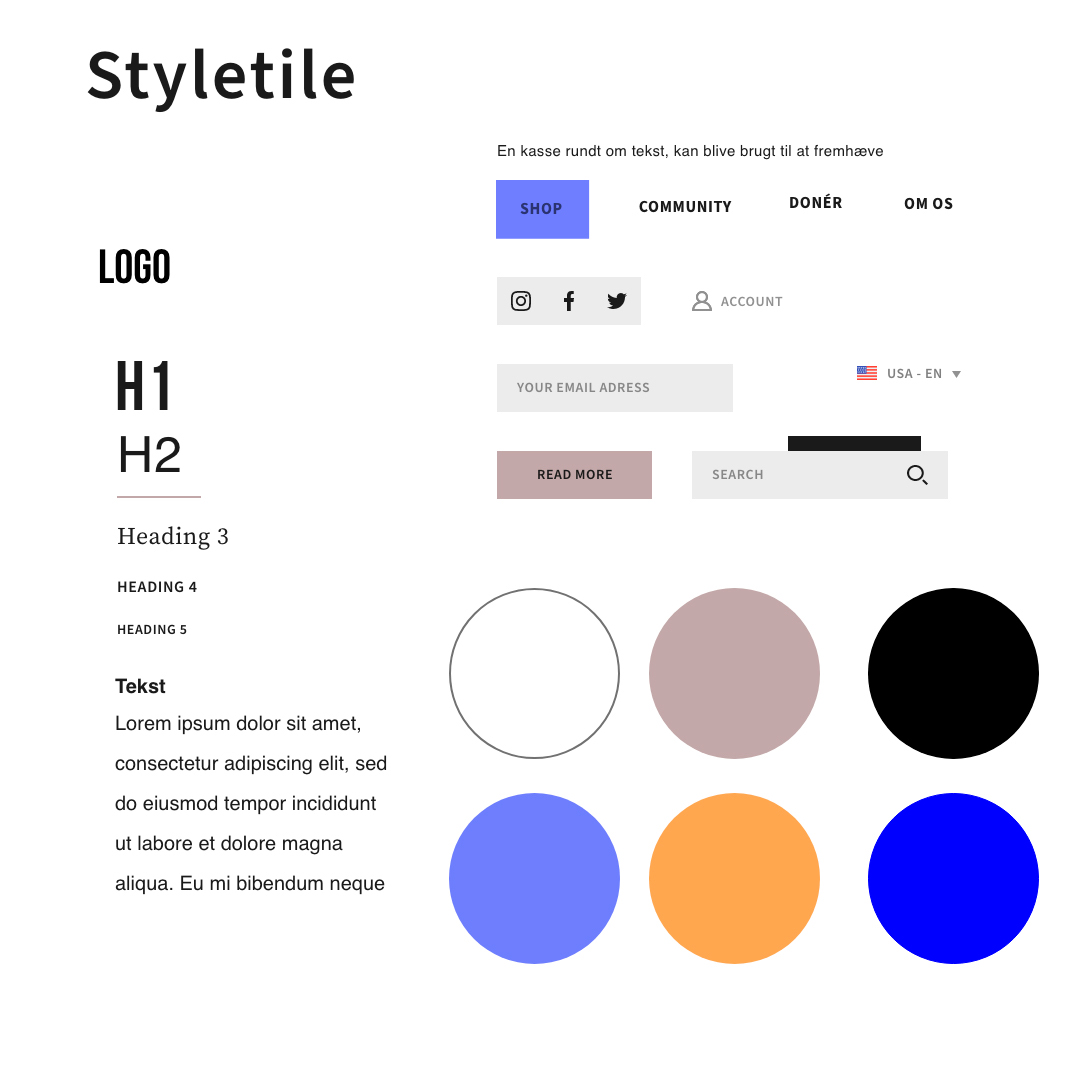 Styletile
En kasse rundt om tekst, kan blive brugt til at fremhæve
SHOP COMMUNITY DONÉR OM OS
LOGO
ACCOUNT
H1
YOUR EMAIL ADRESS
USA - EN
H2
READ MORE
SEARCH
Heading 3
HEADING 4
HEADING 5
Tekst
Lorem ipsum dolor sit amet,
consectetur adipiscing elit, sed
do eiusmod tempor incididunt
ut labore et dolore magna
aliqua. Eu mi bibendum neque